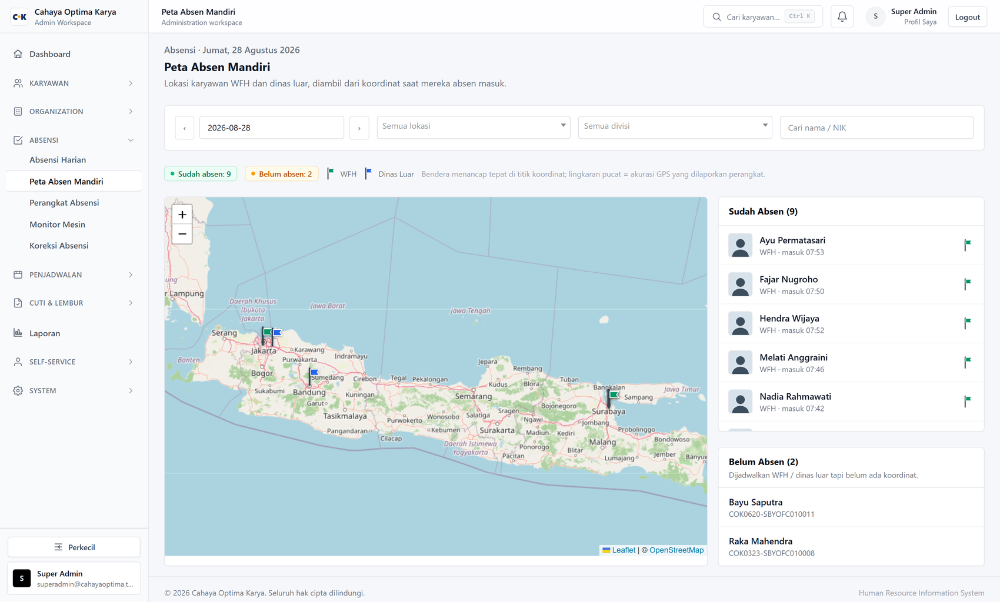 C•K
Cahaya Optima Karya
Admin Workspace
Dashboard
KARYAWAN
ORGANIZATION
ABSENSI
Absensi Harian
Peta Absen Mandiri
Perangkat Absensi
Monitor Mesin
Koreksi Absensi
PENJADWALAN
CUTI & LEMBUR
Laporan
SELF-SERVICE
SYSTEM
Perkecil
S
Super Admin
superadmin@cahayaoptima.t...
Peta Absen Mandiri
Administration workspace
Cari karyawan...
Ctrl K
S
Super Admin
Profil Saya
Logout
Absensi · Jumat, 28 Agustus 2026
Peta Absen Mandiri
Lokasi karyawan WFH dan dinas luar, diambil dari koordinat saat mereka absen masuk.
‹
2026-08-28
›
Semua lokasi
Semua divisi
Cari nama / NIK
Sudah absen: 9
Belum absen: 2
WFH
Dinas Luar
Bendera menancap tepat di titik koordinat; lingkaran pucat = akurasi GPS yang dilaporkan perangkat.
+
−
ung
r Lampung
Daerah Khusus
Ibukota
Jakarta
Jawa Barat
Jawa Tengah
Serang
Jakarta
Karawang
Banten
Purwakarta
Indramayu
Bogor
Sumedang
Cirebon
Tegal
Pekalongan
Jepara
Rembang
Kudus
Blora
Tuban
Bangkalan
Jawa Timur
Sukabumi
Bandung
Kuningan
Semarang
Sampang
Garut
Bojonegoro
Surabaya
Tasikmalaya
Purwokerto
Wonosobo
Salatiga
Sragen
Ngawi
Jombang
Pangandaran
Kebumen
Surakarta
Madiun
Kediri
Probolinggo
Cilacap
Daerah Istimewa
Yogyakarta
Ponorogo
Malang
Bondowoso
Pacitan
Blitar
Lumajang
Jember
Banyuw
Leaflet | © OpenStreetMap
Sudah Absen (9)
Ayu Permatasari
WFH · masuk 07:53
Fajar Nugroho
WFH · masuk 07:50
Hendra Wijaya
WFH · masuk 07:52
Melati Anggraini
WFH · masuk 07:46
Nadia Rahmawati
WFH · masuk 07:42
Belum Absen (2)
Dijadwalkan WFH / dinas luar tapi belum ada koordinat.
Bayu Saputra
COK0620-SBYOFC010011
Raka Mahendra
COK0323-SBYOFC010008
© 2026 Cahaya Optima Karya. Seluruh hak cipta dilindungi.
Human Resource Information System